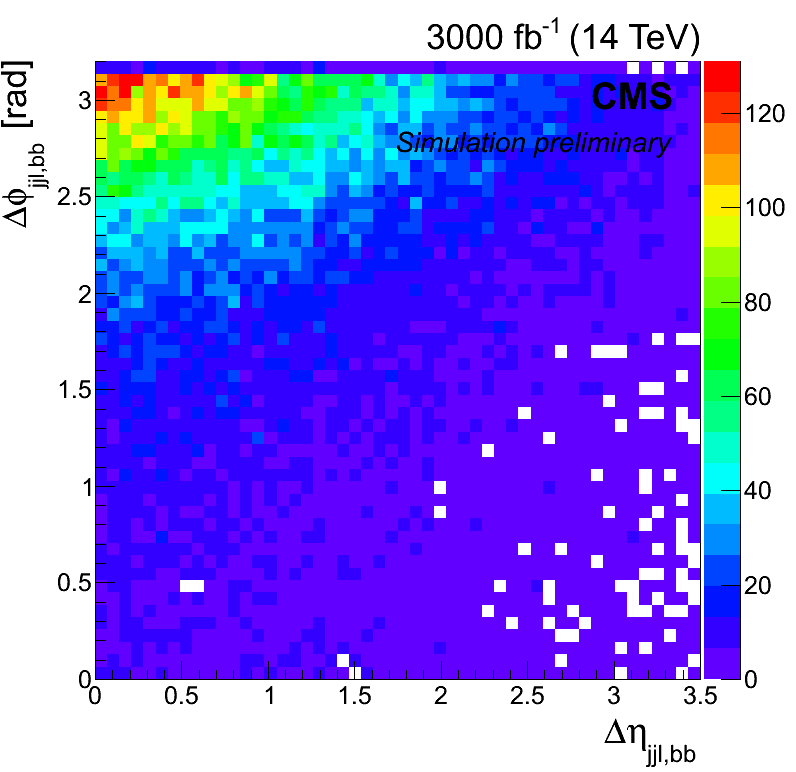 3000 fb⁻¹ (14 TeV)
CMS
Simulation preliminary
Δϕjjl,bb [rad]
3
2.5
2
1.5
1
0.5
0
0 0.5 1 1.5 2 2.5 3 3.5
Δηjjl,bb
120
100
80
60
40
20
0